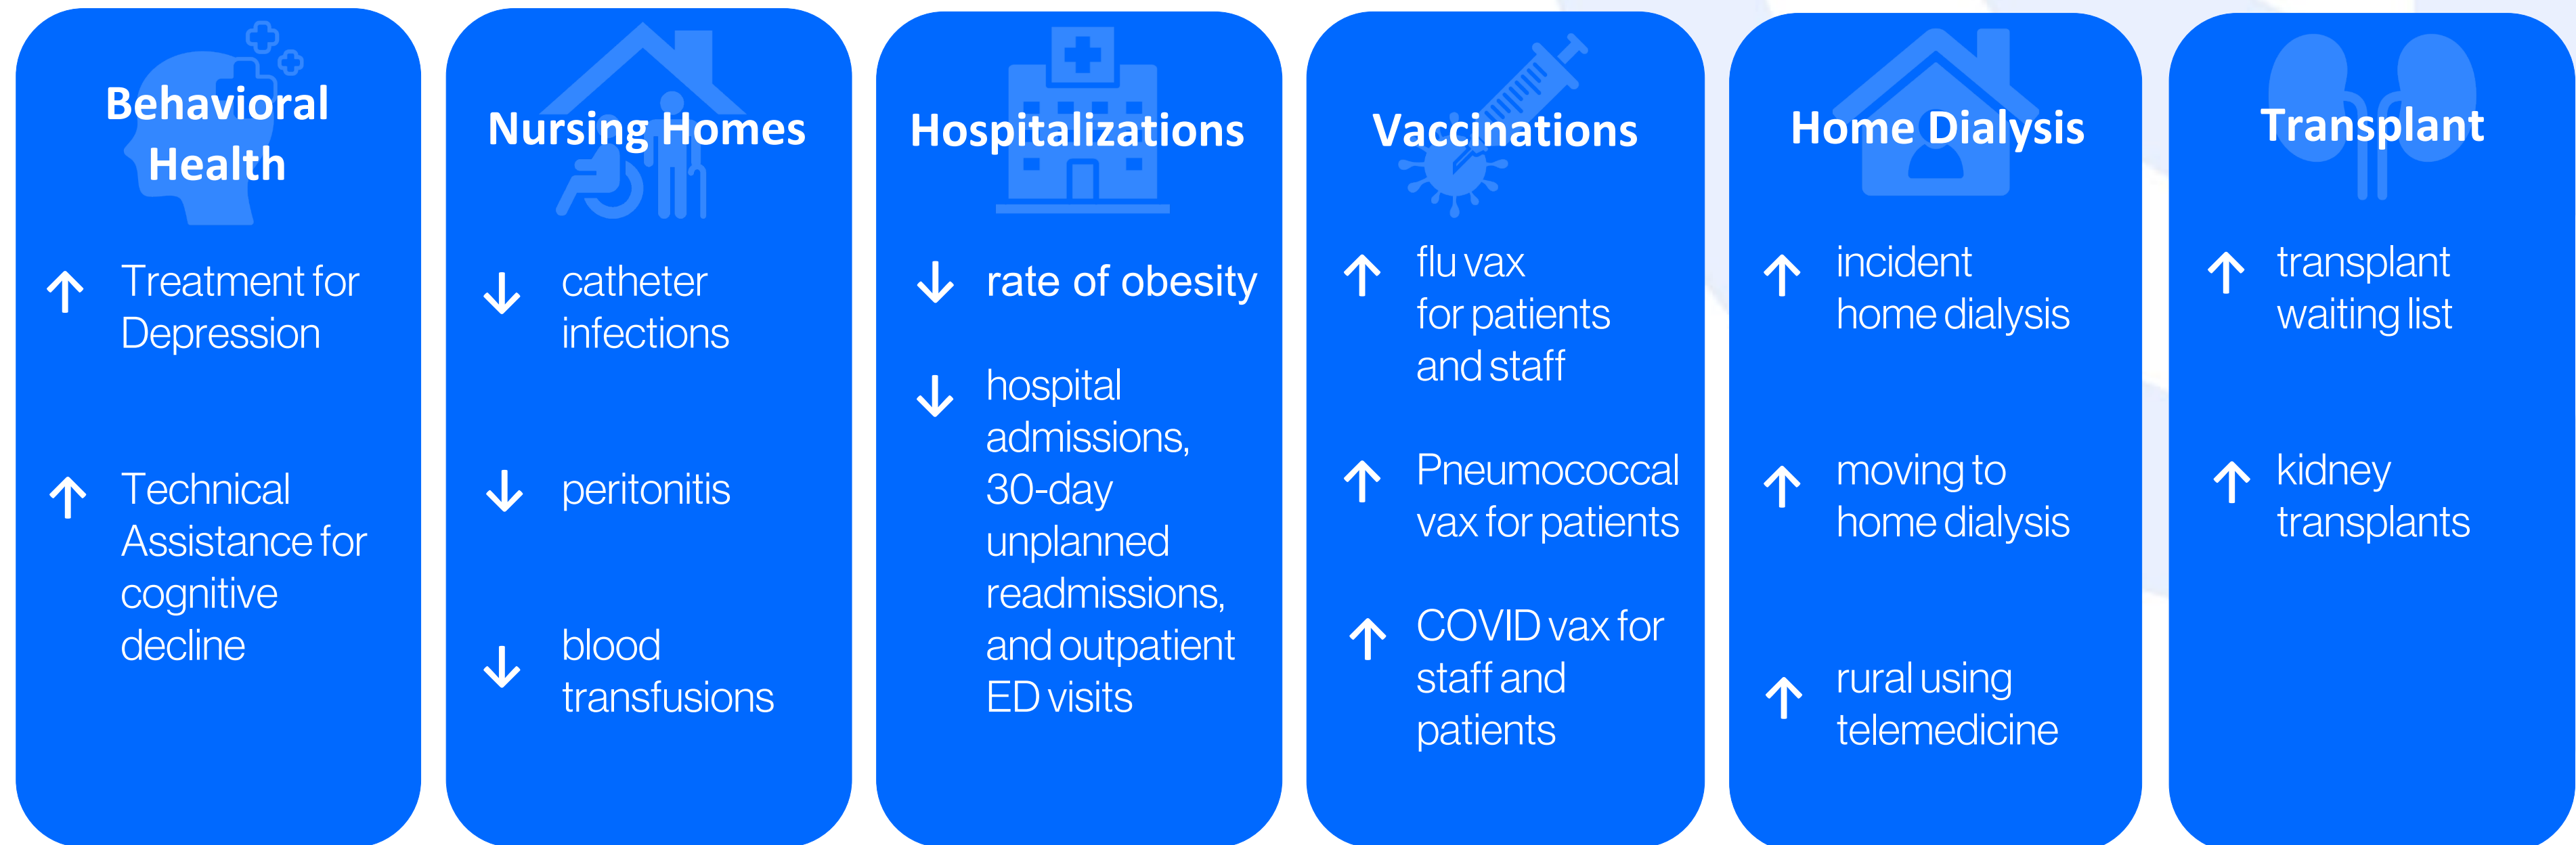 Behavioral
Health
↑ Treatment for
Depression
↑ Technical
Assistance for
cognitive
decline
Nursing Homes
↓ catheter
infections
↓ peritonitis
↓ blood
transfusions
Hospitalizations
↓ rate of obesity
↓ hospital
admissions,
30-day
unplanned
readmissions,
and outpatient
ED visits
Vaccinations
↑ flu vax
for patients
and staff
↑ Pneumococcal
vax for patients
↑ COVID vax for
staff and
patients
Home Dialysis
↑ incident
home dialysis
↑ moving to
home dialysis
↑ rural using
telemedicine
Transplant
↑ transplant
waiting list
↑ kidney
transplants